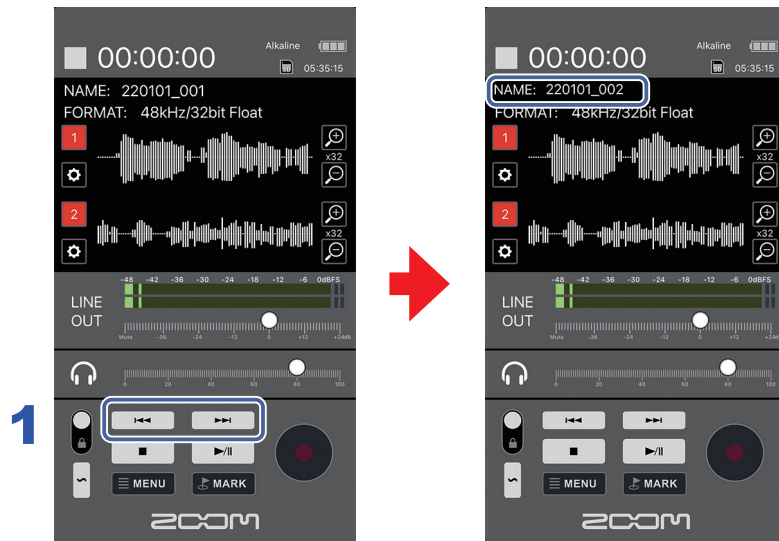 00:00:00
Alkaline
05:35:15
NAME: 220101_001
FORMAT: 48kHz/32bit Float
1
x32
2
x32
-48 -42 -36 -30 -24 -18 -12 -6 0dBFS
LINE
OUT
Mute -36 -24 -12 0 +12 +24dB
0 20 40 60 80 100
1
MENU
MARK
ZOOM
00:00:00
Alkaline
05:35:15
NAME: 220101_002
FORMAT: 48kHz/32bit Float
1
x32
2
x32
-48 -42 -36 -30 -24 -18 -12 -6 0dBFS
LINE
OUT
Mute -36 -24 -12 0 +12 +24dB
0 20 40 60 80 100
MENU
MARK
ZOOM